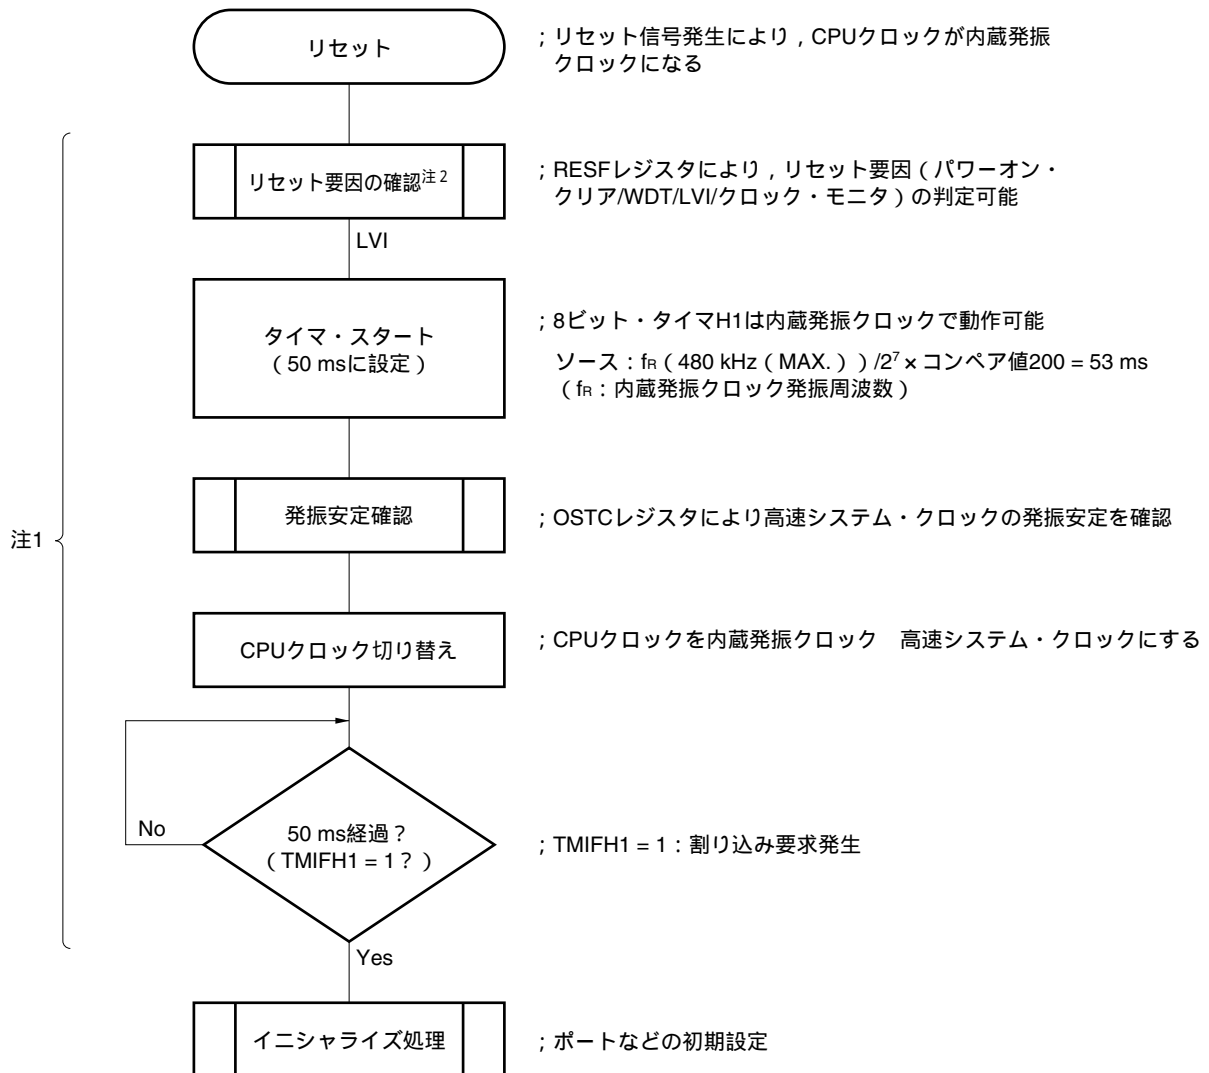 リセット
；リセット信号発生により，CPUクロックが内蔵発振
クロックになる
リセット要因の確認注2
；RESFレジスタにより，リセット要因（パワーオン・
クリア/WDT/LVI/クロック・モニタ）の判定可能
LVI
タイマ・スタート
（50 msに設定）
；8ビット・タイマH1は内蔵発振クロックで動作可能
ソース：fR（480 kHz（MAX.））/2⁷×コンペア値200 = 53 ms
（fR：内蔵発振クロック発振周波数）
注1
発振安定確認
；OSTCレジスタにより高速システム・クロックの発振安定を確認
CPUクロック切り替え
；CPUクロックを内蔵発振クロック　高速システム・クロックにする
No
50 ms経過？
（TMIFH1 = 1？）
；TMIFH1 = 1：割り込み要求発生
Yes
イニシャライズ処理
；ポートなどの初期設定